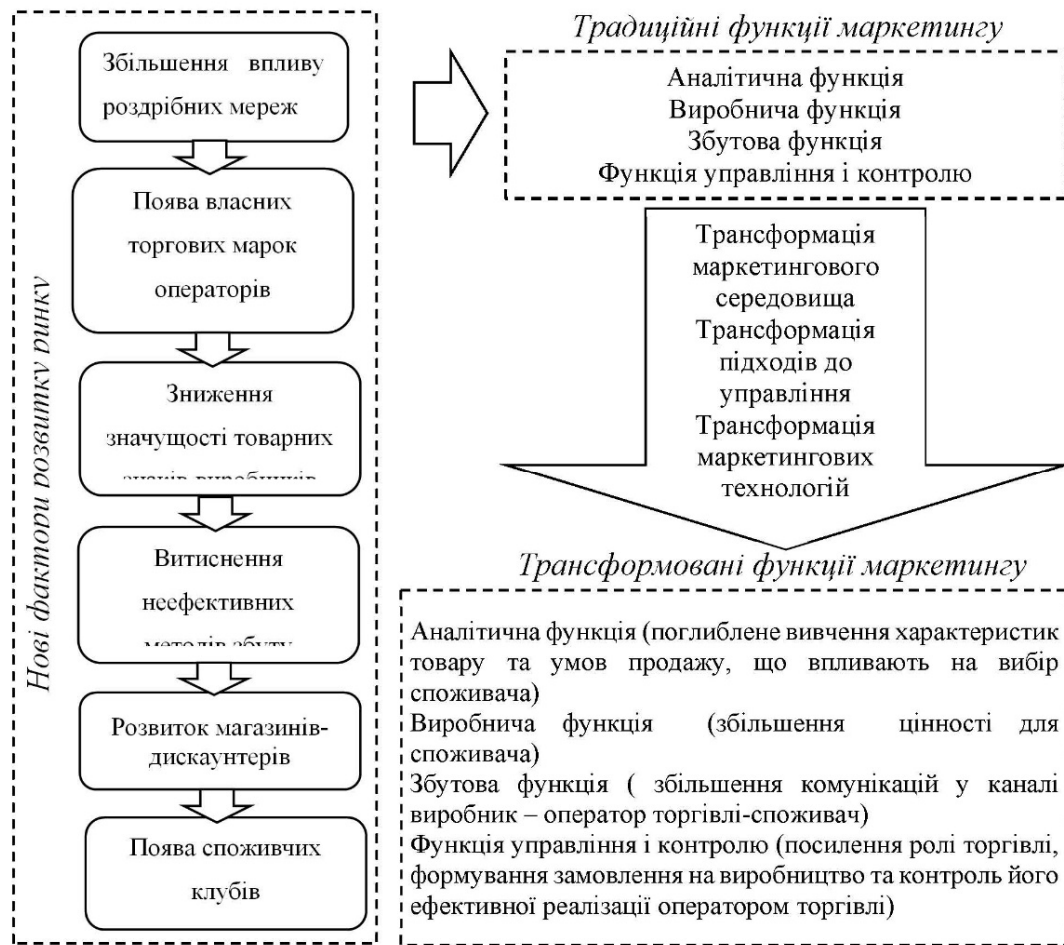 Нові фактори розвитку ринку
Збільшення впливу
роздрібних мереж
Поява власних
торгових марок
операторів
Зниження
значущості товарних
знаків виробників
Витиснення
неефективних
методів збуту
Розвиток магазинів-
дискаунтерів
Поява споживчих
клубів
Традиційні функції маркетингу
Аналітична функція
Виробнича функція
Збутова функція
Функція управління і контролю
Трансформація
маркетингового
середовища
Трансформація
підходів до
управління
Трансформація
маркетингових
технологій
Трансформовані функції маркетингу
Аналітична функція (поглиблене вивчення характеристик
товару та умов продажу, що впливають на вибір
споживача)
Виробнича функція (збільшення цінності для
споживача)
Збутова функція ( збільшення комунікацій у каналі
виробник – оператор торгівлі-споживач)
Функція управління і контролю (посилення ролі торгівлі,
формування замовлення на виробництво та контроль його
ефективної реалізації оператором торгівлі)